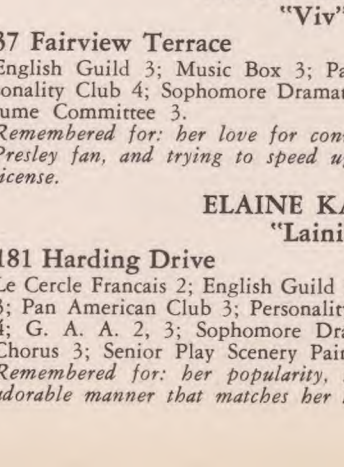 "Viv"
37 Fairview Terrace
English Guild 3; Music Box 3; Pa
onality Club 4; Sophomore Dramat
ume Committee 3.
Remembered for: her love for con
Presley fan, and trying to speed u
icense.
ELAINE KA
"Laini
181 Harding Drive
Le Cercle Francais 2; English Guild
3; Pan American Club 3; Personality
4; G. A. A. 2, 3; Sophomore Dra
Chorus 3; Senior Play Scenery Pain
Remembered for: her popularity,
adorable manner that matches her